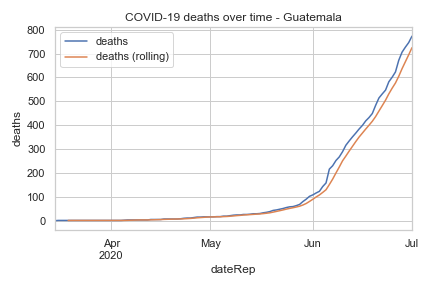 COVID-19 deaths over time - Guatemala
deaths
deaths (rolling)
800
700
600
500
400
300
200
100
0
deaths
Apr
2020
May
Jun
Jul
dateRep